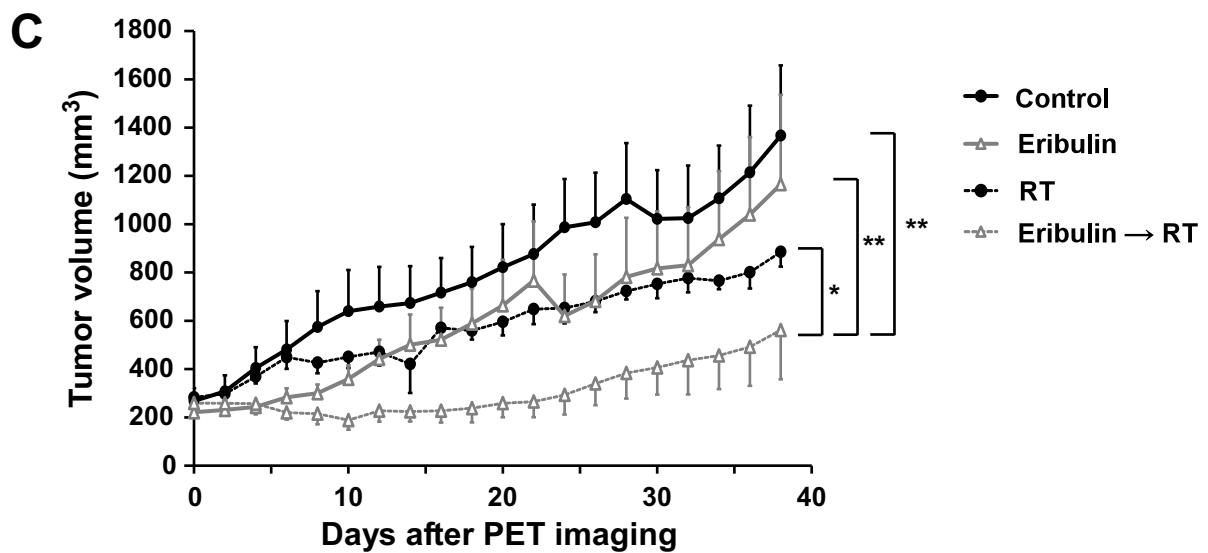 C
Tumor volume (mm³)
1800
1600
1400
1200
1000
800
600
400
200
0
0
10
20
30
40
Days after PET imaging
Control
Eribulin
RT
Eribulin → RT
*
**
**